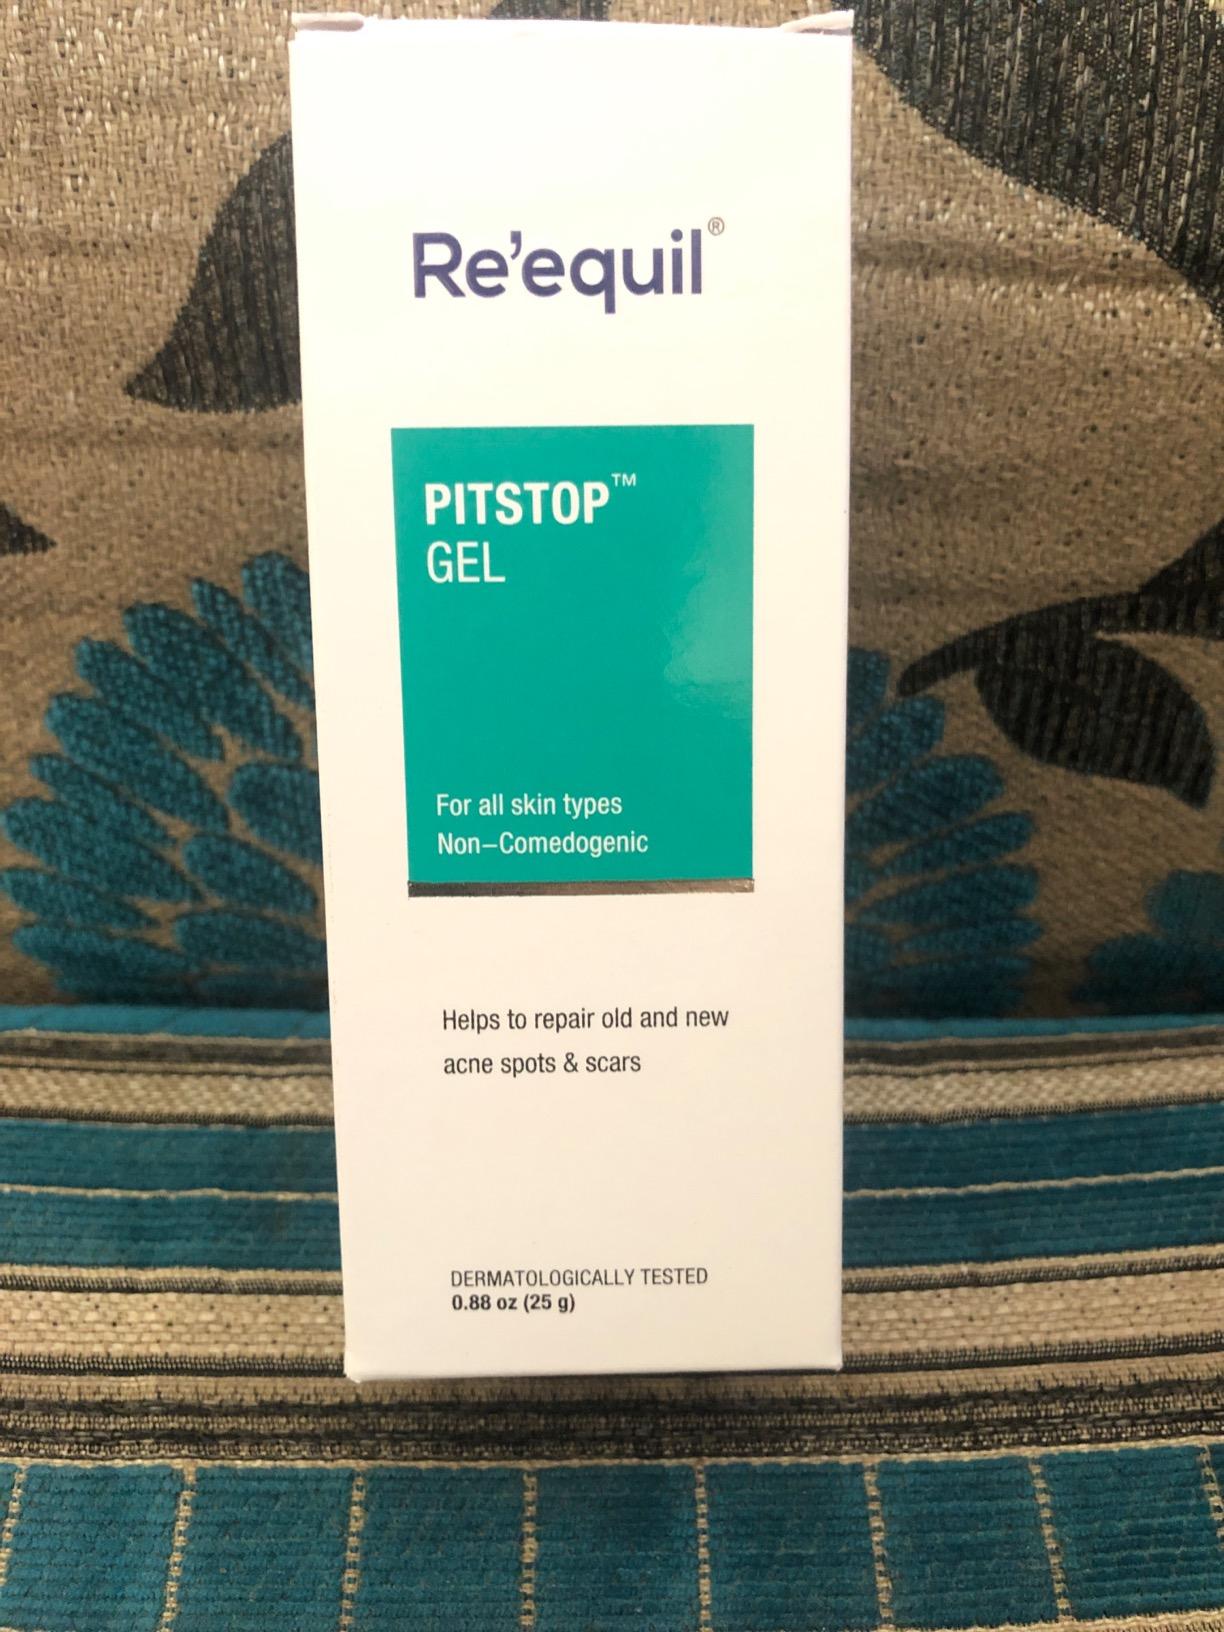 Re'equil®
PITSTOP™
GEL
For all skin types
Non–Comedogenic
Helps to repair old and new
acne spots & scars
DERMATOLOGICALLY TESTED
0.88 oz (25 g)